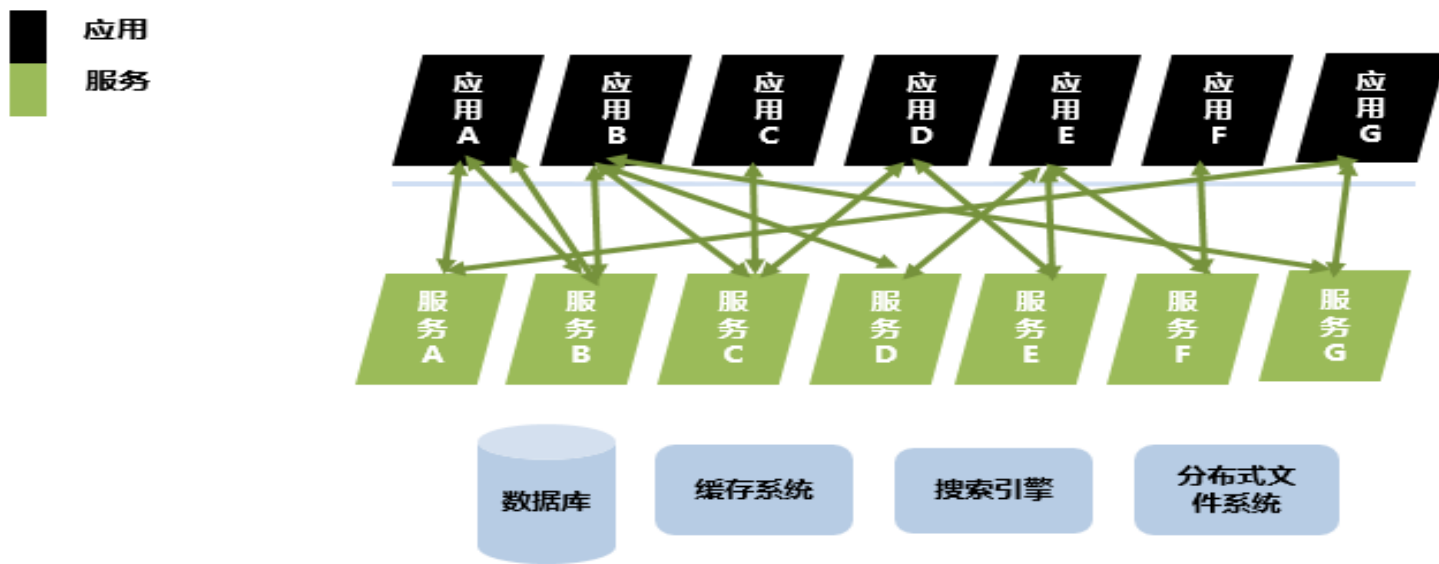 应用
服务
应
用
A
应
用
B
应
用
C
应
用
D
应
用
E
应
用
F
应
用
G
服
务
A
服
务
B
服
务
C
服
务
D
服
务
E
服
务
F
服
务
G
数据库
缓存系统
搜索引擎
分布式文
件系统